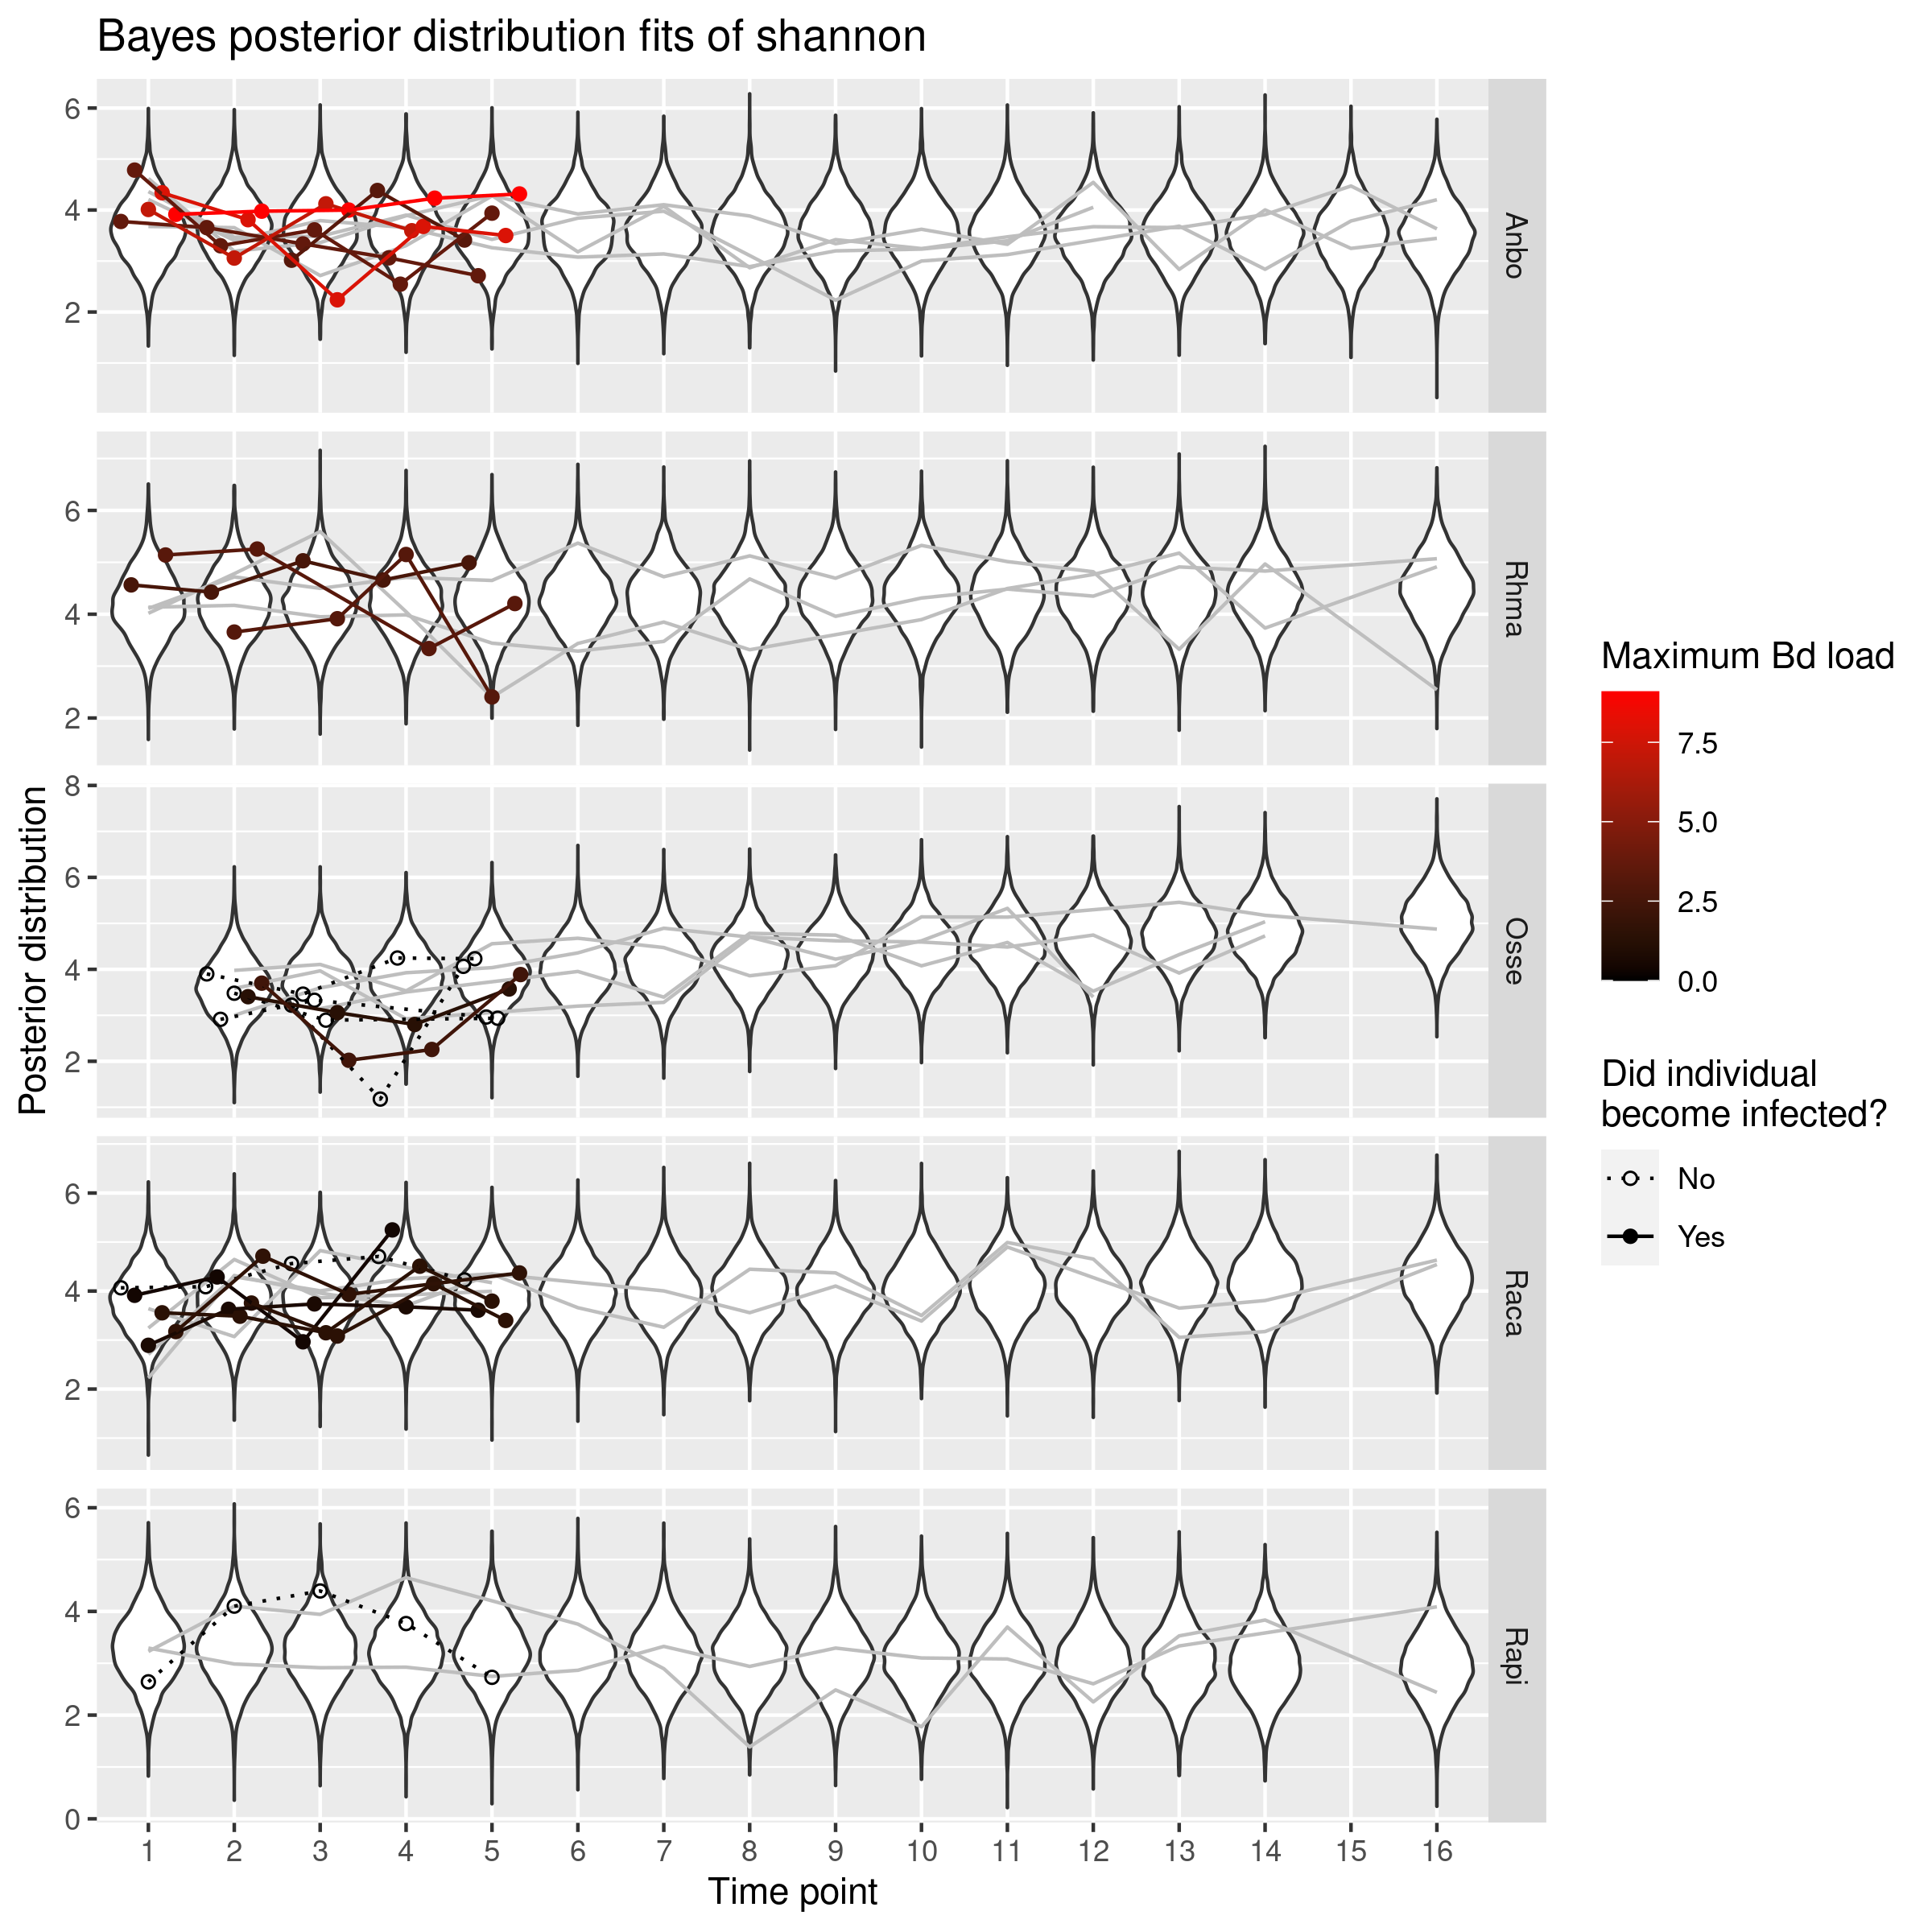 Bayes posterior distribution fits of shannon
6
4
2
Anbo
6
4
2
Rhma
8
6
4
2
Osse
6
4
2
Raca
6
4
2
0
Rapi
1 2 3 4 5 6 7 8 9 10 11 12 13 14 15 16
Time point
Posterior distribution
Maximum Bd load
7.5
5.0
2.5
0.0
Did individual
become infected?
No
Yes